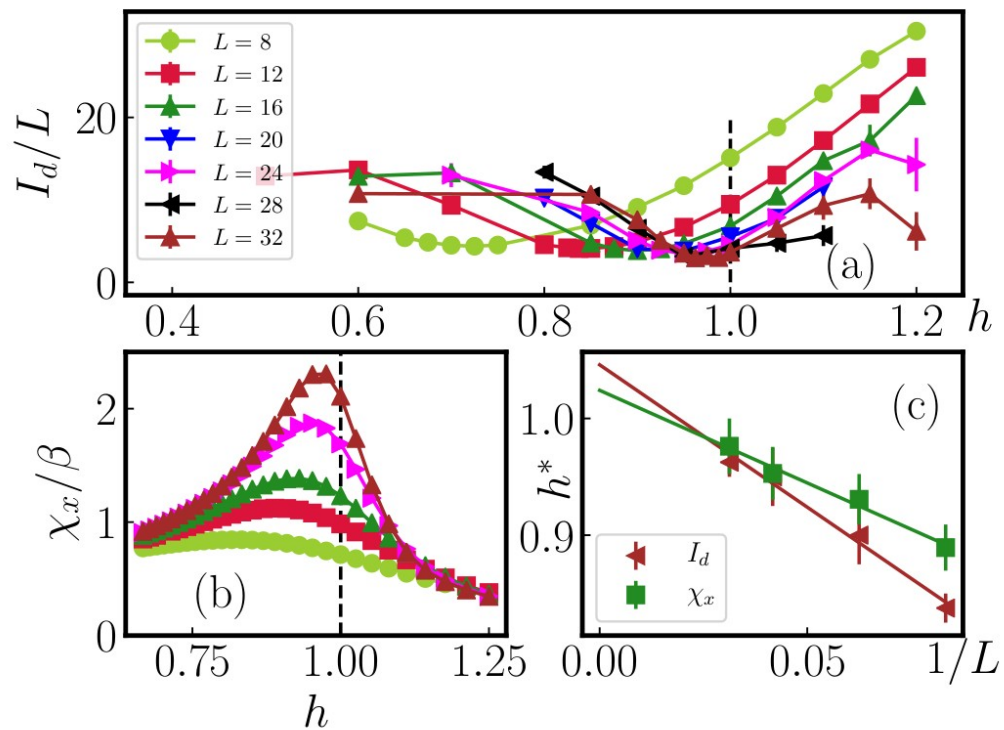 I_d/L
20
0
L = 8
L = 12
L = 16
L = 20
L = 24
L = 28
L = 32
(a)
0.4 0.6 0.8 1.0 1.2 h
χ_x/β
2
1
0
(b)
0.75 1.00 1.25
h
h*
1.0
0.9
(c)
I_d
χ_x
0.00 0.05 1/L